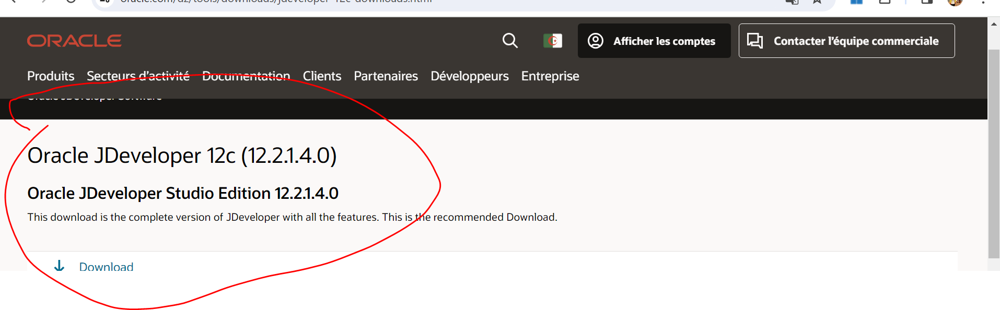 oracle.com/dz/tools/downloads/jdeveloper-12c-downloads.html
ORACLE
Afficher les comptes
Contacter l’équipe commerciale
Produits Secteurs d’activité Documentation Clients Partenaires Développeurs Entreprise
Oracle JDeveloper Software
Oracle JDeveloper 12c (12.2.1.4.0)
Oracle JDeveloper Studio Edition 12.2.1.4.0
This download is the complete version of JDeveloper with all the features. This is the recommended Download.
Download